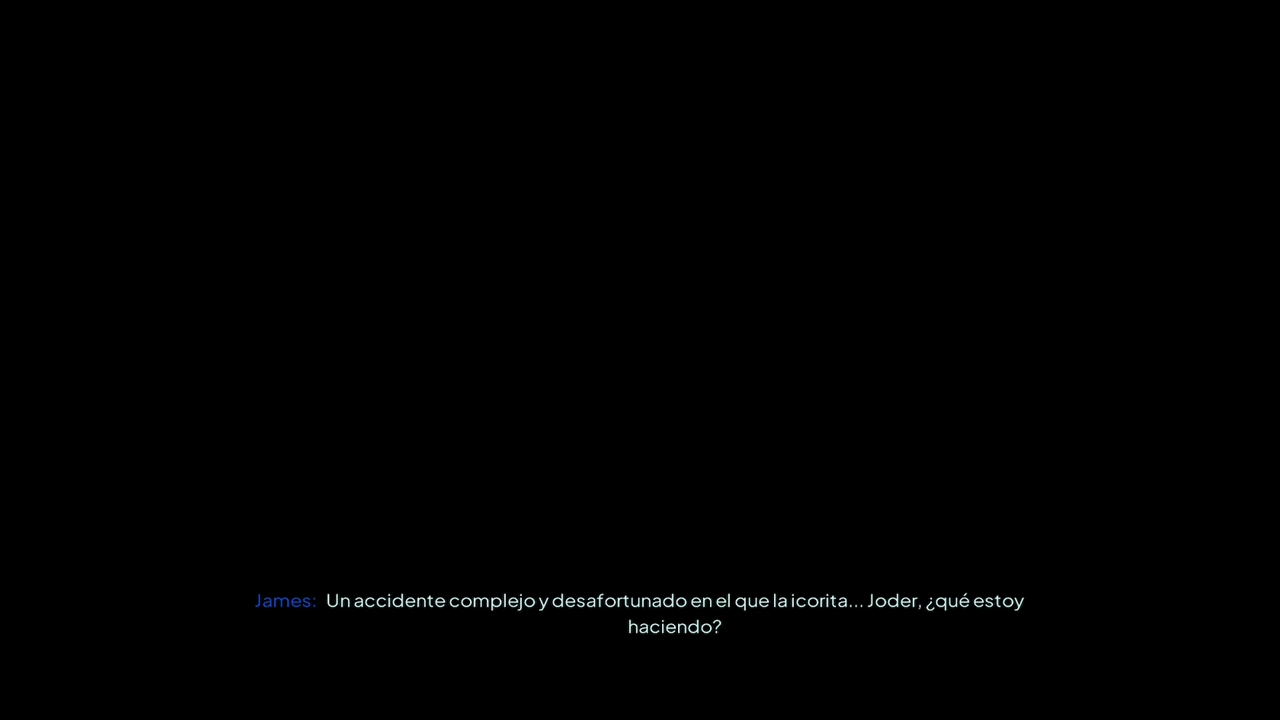 James: Un accidente complejo y desafortunado en el que la icorita... Joder, ¿qué estoy
haciendo?